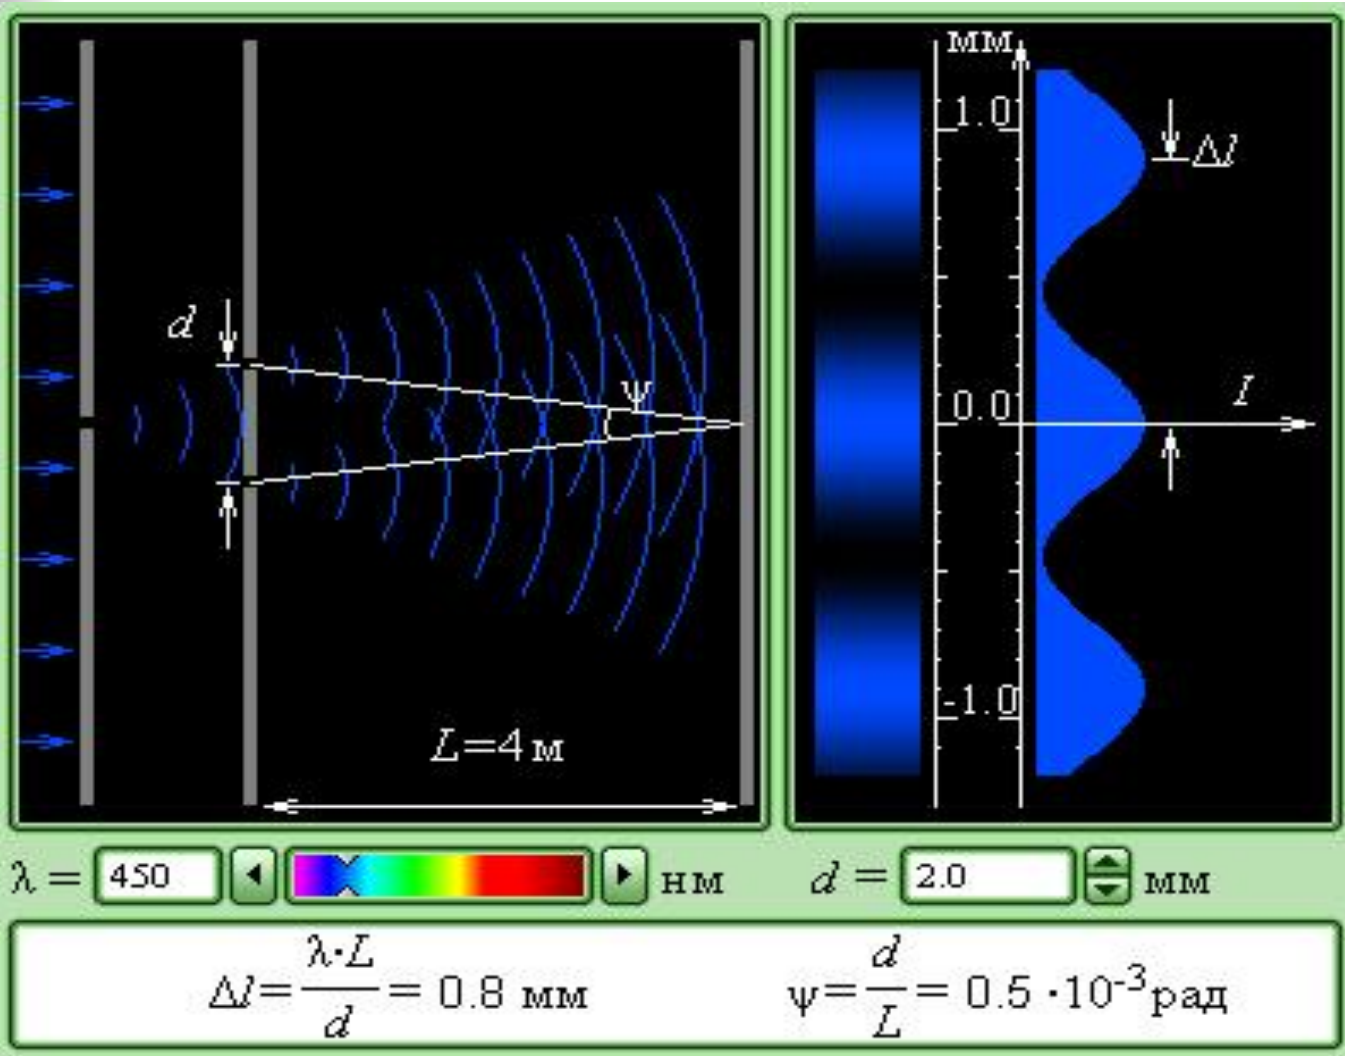 мм
1.0
Δl
d
ψ
0.0
I
-1.0
L=4 м
λ = 450 нм
d = 2.0 мм
Δl = λ·L / d = 0.8 мм
ψ = d / L = 0.5 ·10⁻³ рад